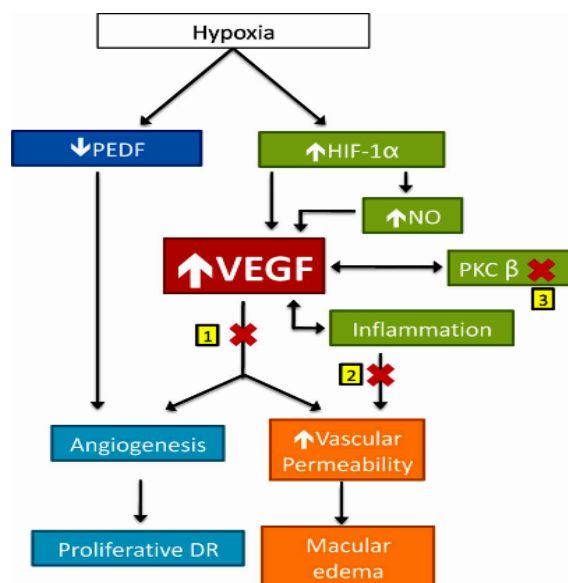 Hypoxia
↓PEDF
↑HIF-1α
↑NO
↑VEGF
PKC β
3
1
Inflammation
2
Angiogenesis
↑Vascular
Permeability
Proliferative DR
Macular
edema